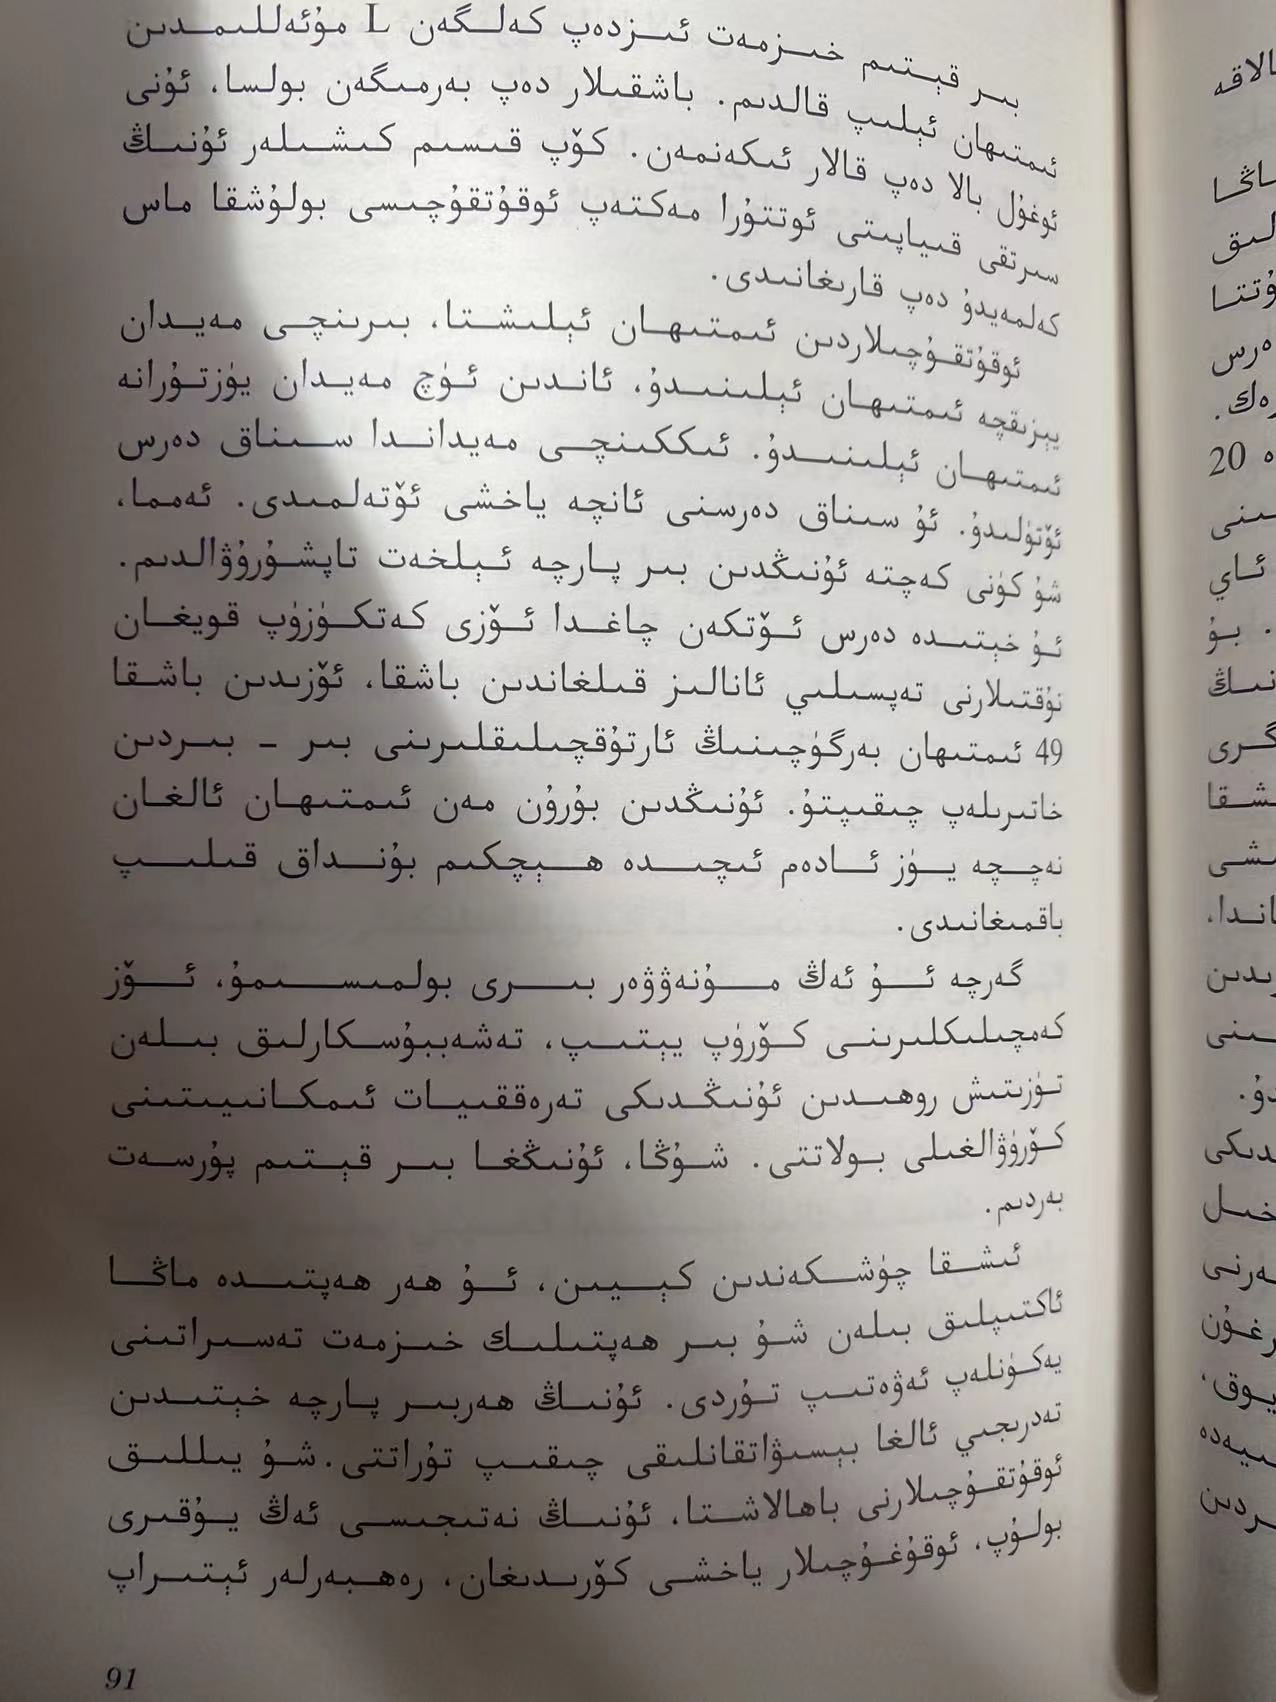 بىر قېتىم خىزمەت ئىزدەپ كەلگەن L مۇئەللىمدىن
ئىمتىھان ئېلىپ قالدىم. باشقىلار دەپ بەرمىگەن بولسا، ئۇنى
ئوغۇل بالا دەپ قالار ئىكەنمەن. كۆپ قىسىم كىشىلەر ئۇنىڭ
سىرتقى قىياپىتى ئوتتۇرا مەكتەپ ئوقۇتقۇچىسى بولۇشقا ماس
كەلمەيدۇ دەپ قارىغانىدى.
ئوقۇتقۇچىلاردىن ئىمتىھان ئېلىشتا، بىرىنچى مەيدان
يېزىقچە ئىمتىھان ئېلىنىدۇ، ئاندىن ئۈچ مەيدان يۈزتۇرانە
ئىمتىھان ئېلىنىدۇ. ئىككىنچى مەيداندا سىناق دەرس
ئۆتۈلىدۇ. ئۇ سىناق دەرسنى ئانچە ياخشى ئۆتەلمىدى. ئەمما،
شۇ كۈنى كەچتە ئۇنىڭدىن بىر پارچە ئېلخەت تاپشۇرۇۋالدىم.
ئۇ خېتىدە دەرس ئۆتكەن چاغدا ئۆزى كەتكۈزۈپ قويغان
نۇقتىلارنى تەپسىلىي ئانالىز قىلغاندىن باشقا، ئۆزىدىن باشقا
49 ئىمتىھان بەرگۈچىنىڭ ئارتۇقچىلىقلىرىنى بىر ـ بىردىن
خاتىرىلەپ چىقىپتۇ. ئۇنىڭدىن بۇرۇن مەن ئىمتىھان ئالغان
نەچچە يۈز ئادەم ئىچىدە ھېچكىم بۇنداق قىلىپ
باقمىغانىدى.
گەرچە ئۇ ئەڭ مۇنەۋۋەر بىرى بولمىسىمۇ، ئۆز
كەمچىلىكلىرىنى كۆرۈپ يېتىپ، تەشەببۇسكارلىق بىلەن
تۈزىتىش روھىدىن ئۇنىڭدىكى تەرەققىيات ئىمكانىيىتىنى
كۆرۈۋالغىلى بولاتتى. شۇڭا، ئۇنىڭغا بىر قېتىم پۇرسەت
بەردىم.
ئىشقا چۈشكەندىن كېيىن، ئۇ ھەر ھەپتىدە ماڭا
ئاكتىپلىق بىلەن شۇ بىر ھەپتىلىك خىزمەت تەسىراتىنى
يەكۈنلەپ ئەۋەتىپ تۇردى. ئۇنىڭ ھەربىر پارچە خېتىدىن
تەدرىجىي ئالغا بېسىۋاتقانلىقى چىقىپ تۇراتتى. شۇ يىللىق
ئوقۇتقۇچىلارنى باھالاشتا، ئۇنىڭ نەتىجىسى ئەڭ يۇقىرى
بولۇپ، ئوقۇغۇچىلار ياخشى كۆرىدىغان، رەھبەرلەر ئېتىراپ
91